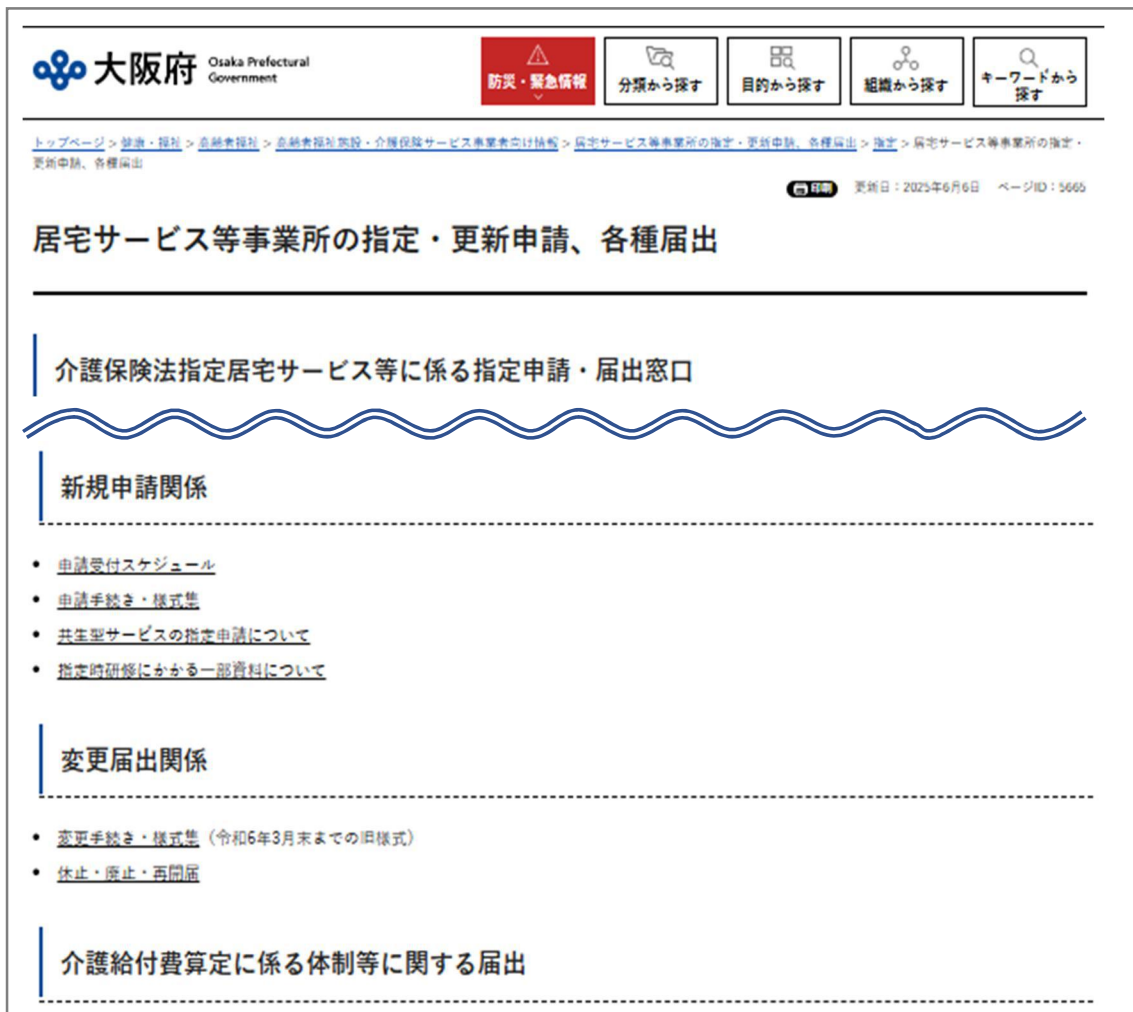 大阪府 Osaka Prefectural Government
防災・緊急情報
分類から探す
目的から探す
組織から探す
キーワードから探す
トップページ > 健康・福祉 > 高齢者福祉 > 高齢者福祉施設・介護保険サービス事業者向け情報 > 居宅サービス等事業所の指定・更新申請、各種届出 > 指定 > 居宅サービス等事業所の指定・
更新申請、各種届出
印刷 更新日:2025年6月6日 ページID:5665
居宅サービス等事業所の指定・更新申請、各種届出
介護保険法指定居宅サービス等に係る指定申請・届出窓口
新規申請関係
• 申請受付スケジュール
• 申請手続き・様式集
• 共生型サービスの指定申請について
• 指定時研修にかかる一部資料について
変更届出関係
• 変更手続き・様式集(令和6年3月末までの旧様式)
• 休止・廃止・再開届
介護給付費算定に係る体制等に関する届出